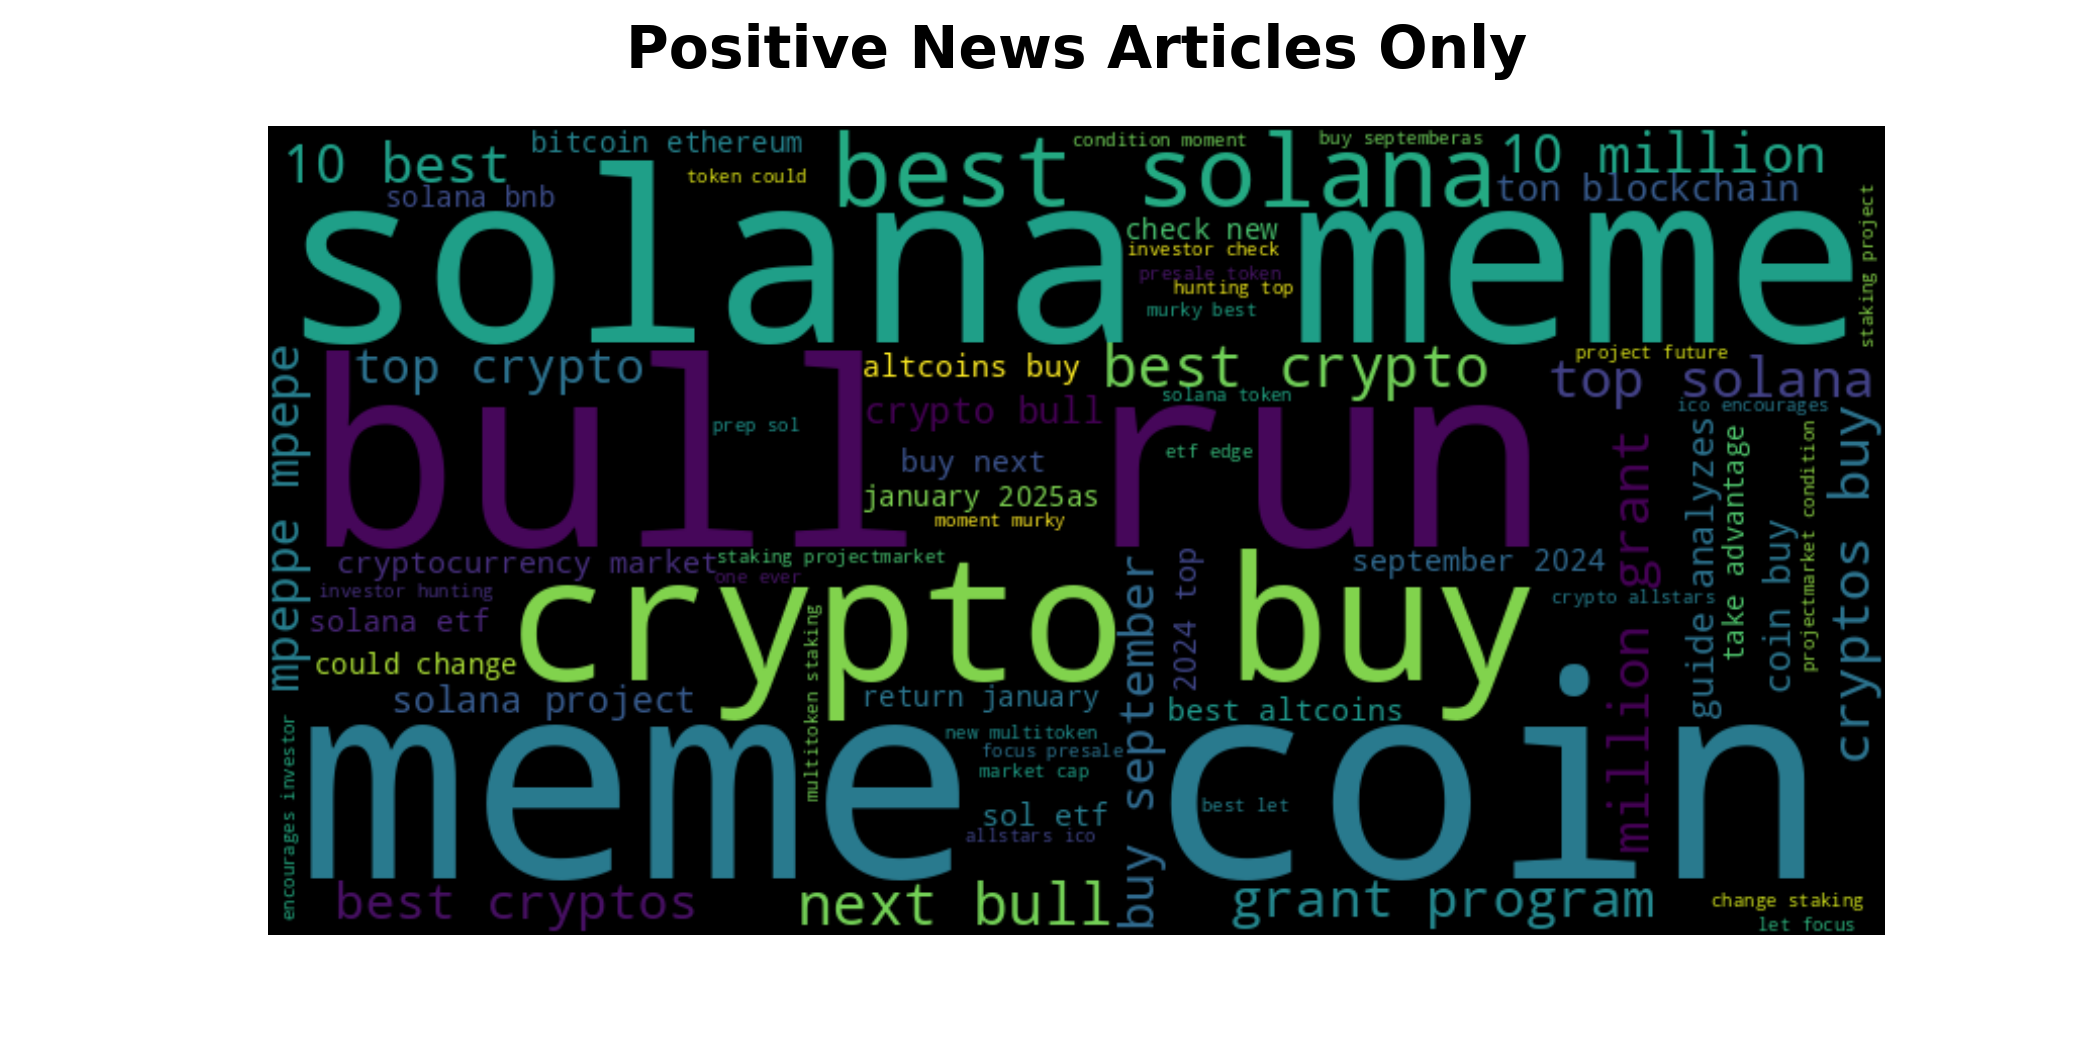 Positive News Articles Only
bitcoin ethereum
condition moment
buy septemberas
10 best
best solana
10 million
token could
solana bnb
ton blockchain
solana meme
check new
investor check
presale token
hunting top
murky best
staking project
mpeppe mpepe
top crypto
altcoins buy
best crypto
project future
top solana
solana token
ico encourages
crypto bull
bull run
prep sol
etf edge
buy next
january 2025as
moment murky
million grant
guide analyzes
take advantage
coin buy
projectmarket condition
cryptos buy
cryptocurrency market
staking projectmarket
one ever
september 2024
2024 top
investor hunting
crypto allstars
solana etf
crypto buy
could change
multitoken staking
solana project
return january
buy september
best altcoins
new multitoken
focus presale
market cap
meme coin
sol etf
best let
allstars ico
encourages investor
best cryptos
next bull
grant program
change staking
let focus